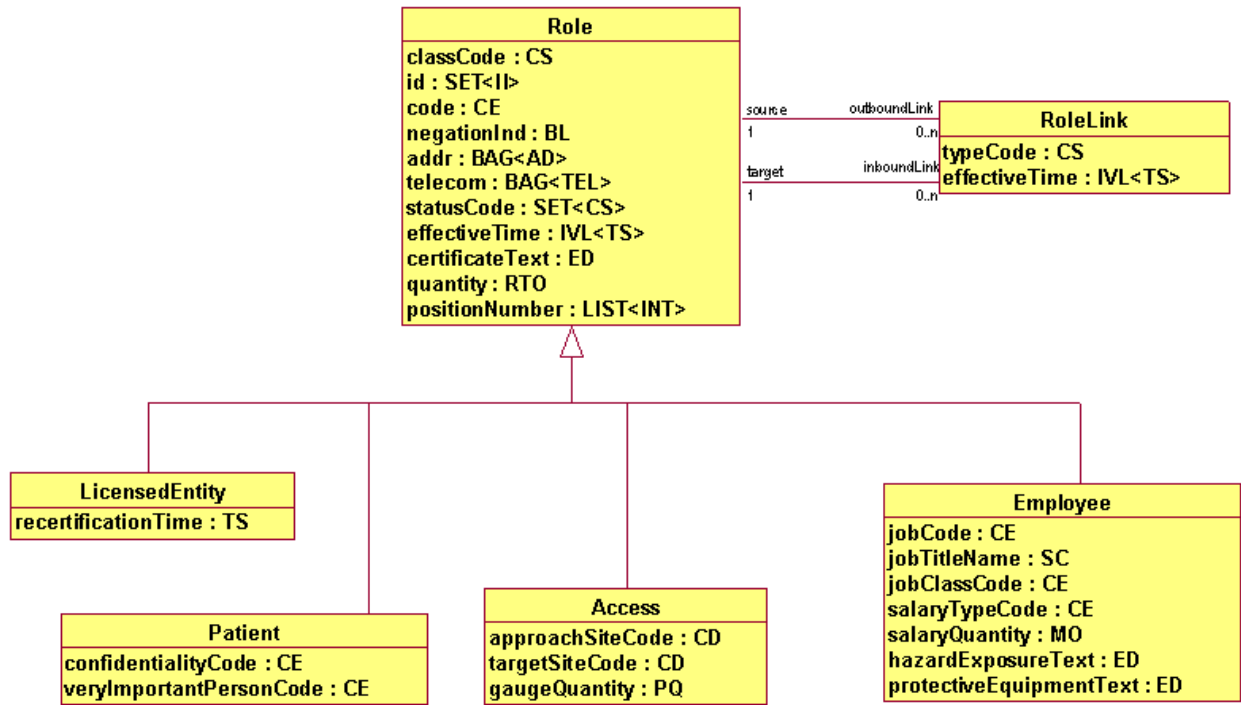 Role
classCode : CS
id : SET<II>
code : CE
negationInd : BL
addr : BAG<AD>
telecom : BAG<TEL>
statusCode : SET<CS>
effectiveTime : IVL<TS>
certificateText : ED
quantity : RTO
positionNumber : LIST<INT>
source outboundLink
1 0..n
target inboundLink
1 0..n
RoleLink
typeCode : CS
effectiveTime : IVL<TS>
LicensedEntity
recertificationTime : TS
Patient
confidentialityCode : CE
veryImportantPersonCode : CE
Access
approachSiteCode : CD
targetSiteCode : CD
gaugeQuantity : PQ
Employee
jobCode : CE
jobTitleName : SC
jobClassCode : CE
salaryTypeCode : CE
salaryQuantity : MO
hazardExposureText : ED
protectiveEquipmentText : ED